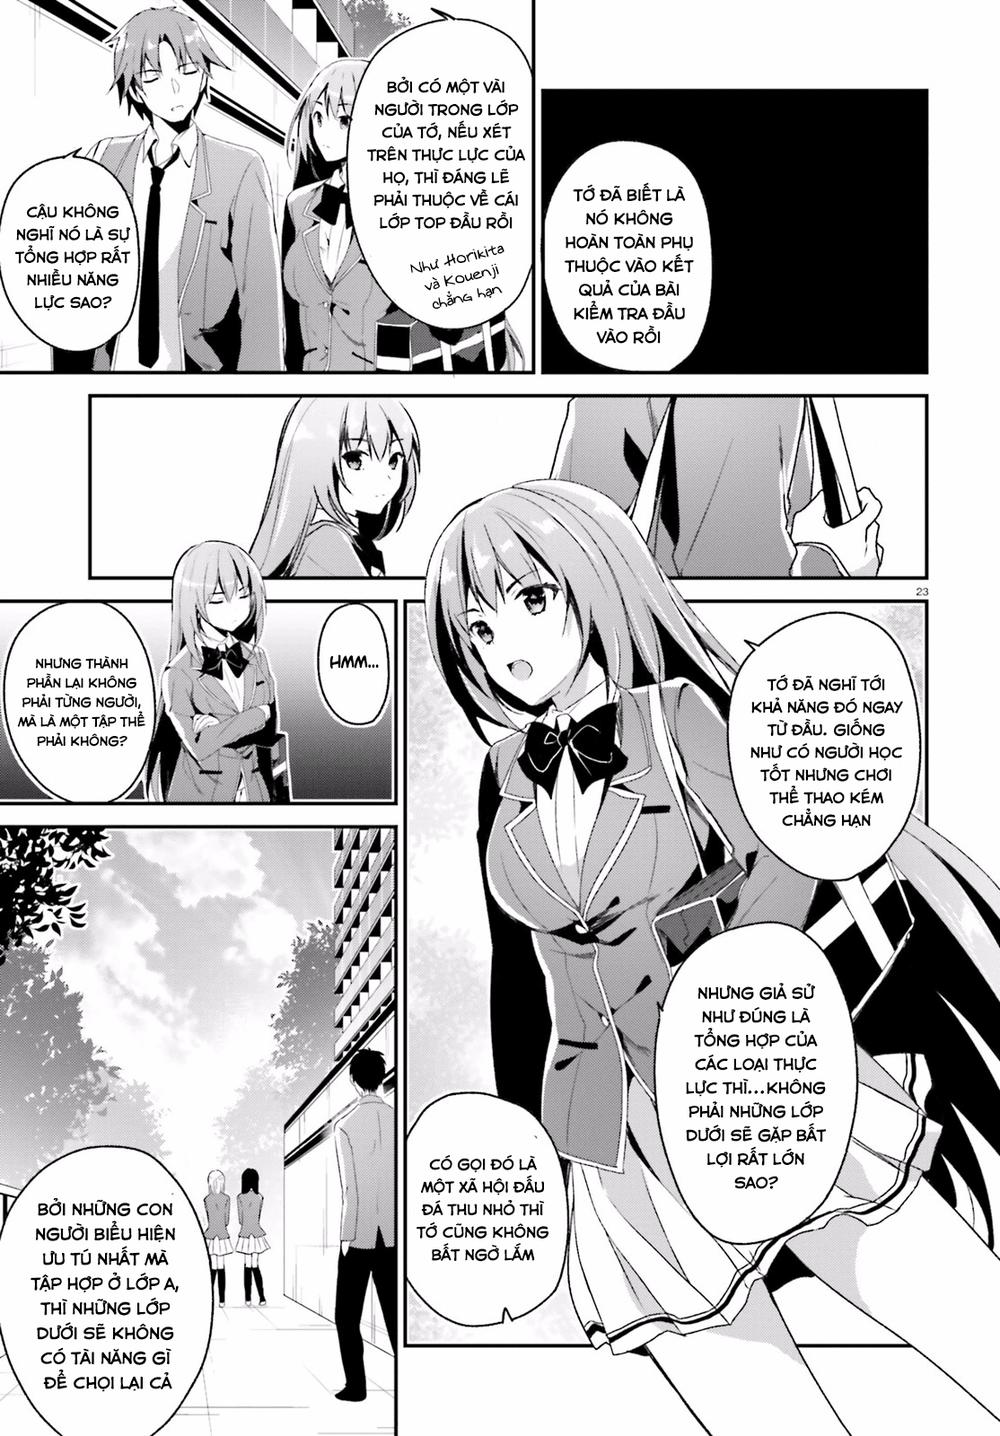 TỚ ĐÃ BIẾT LÀ
NÓ KHÔNG
HOÀN TOÀN PHỤ
THUỘC VÀO KẾT
QUẢ CỦA BÀI
KIỂM TRA ĐẦU
VÀO RỒI
BỞI CÓ MỘT VÀI
NGƯỜI TRONG LỚP
CỦA TỚ, NẾU XÉT
TRÊN THỰC LỰC CỦA
HỌ, THÌ ĐÁNG LẼ
PHẢI THUỘC VỀ CÁI
LỚP TOP ĐẦU RỒI
Như Horikita
và Kouenji
chẳng hạn
CẬU KHÔNG
NGHĨ NÓ LÀ SỰ
TỔNG HỢP RẤT
NHIỀU NĂNG
LỰC SAO?
23
TỚ ĐÃ NGHĨ TỚI
KHẢ NĂNG ĐÓ NGAY
TỪ ĐẦU. GIỐNG
NHƯ CÓ NGƯỜI HỌC
TỐT NHƯNG CHƠI
THỂ THAO KÉM
CHẲNG HẠN
NHƯNG GIẢ SỬ
NHƯ ĐÚNG LÀ
TỔNG HỢP CỦA
CÁC LOẠI THỰC
LỰC THÌ...KHÔNG
PHẢI NHỮNG LỚP
DƯỚI SẼ GẶP BẤT
LỢI RẤT LỚN
SAO?
CÓ GỌI ĐÓ LÀ
MỘT XÃ HỘI ĐẤU
ĐÁ THU NHỎ THÌ
TỚ CŨNG KHÔNG
BẤT NGỜ LẮM
HMM...
NHƯNG THÀNH
PHẦN LẠI KHÔNG
PHẢI TỪNG NGƯỜI,
MÀ LÀ MỘT TẬP THỂ
PHẢI KHÔNG?
BỞI NHỮNG CON
NGƯỜI BIỂU HIỆN
ƯU TÚ NHẤT MÀ
TẬP HỢP Ở LỚP A,
THÌ NHỮNG LỚP
DƯỚI SẼ KHÔNG
CÓ TÀI NĂNG GÌ
ĐỂ CHỌI LẠI CẢ